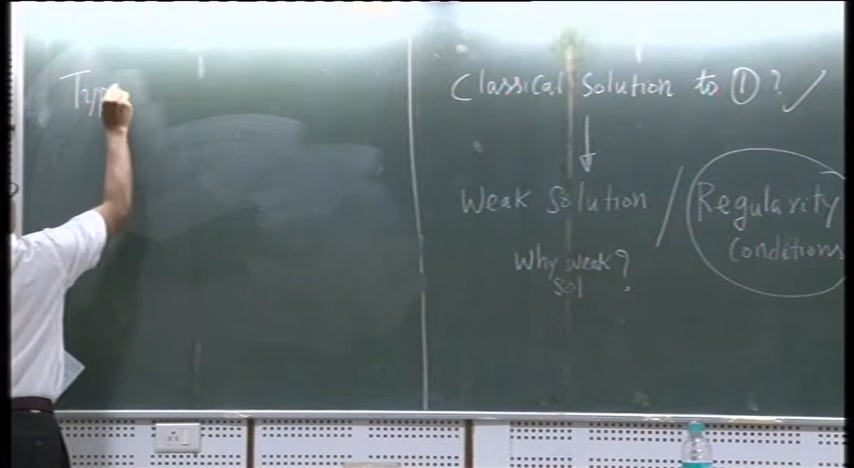 Typ
Classical Solution to ① ? ✓
↓
Weak Solution / Regularity
Conditions
Why weak?
Sol